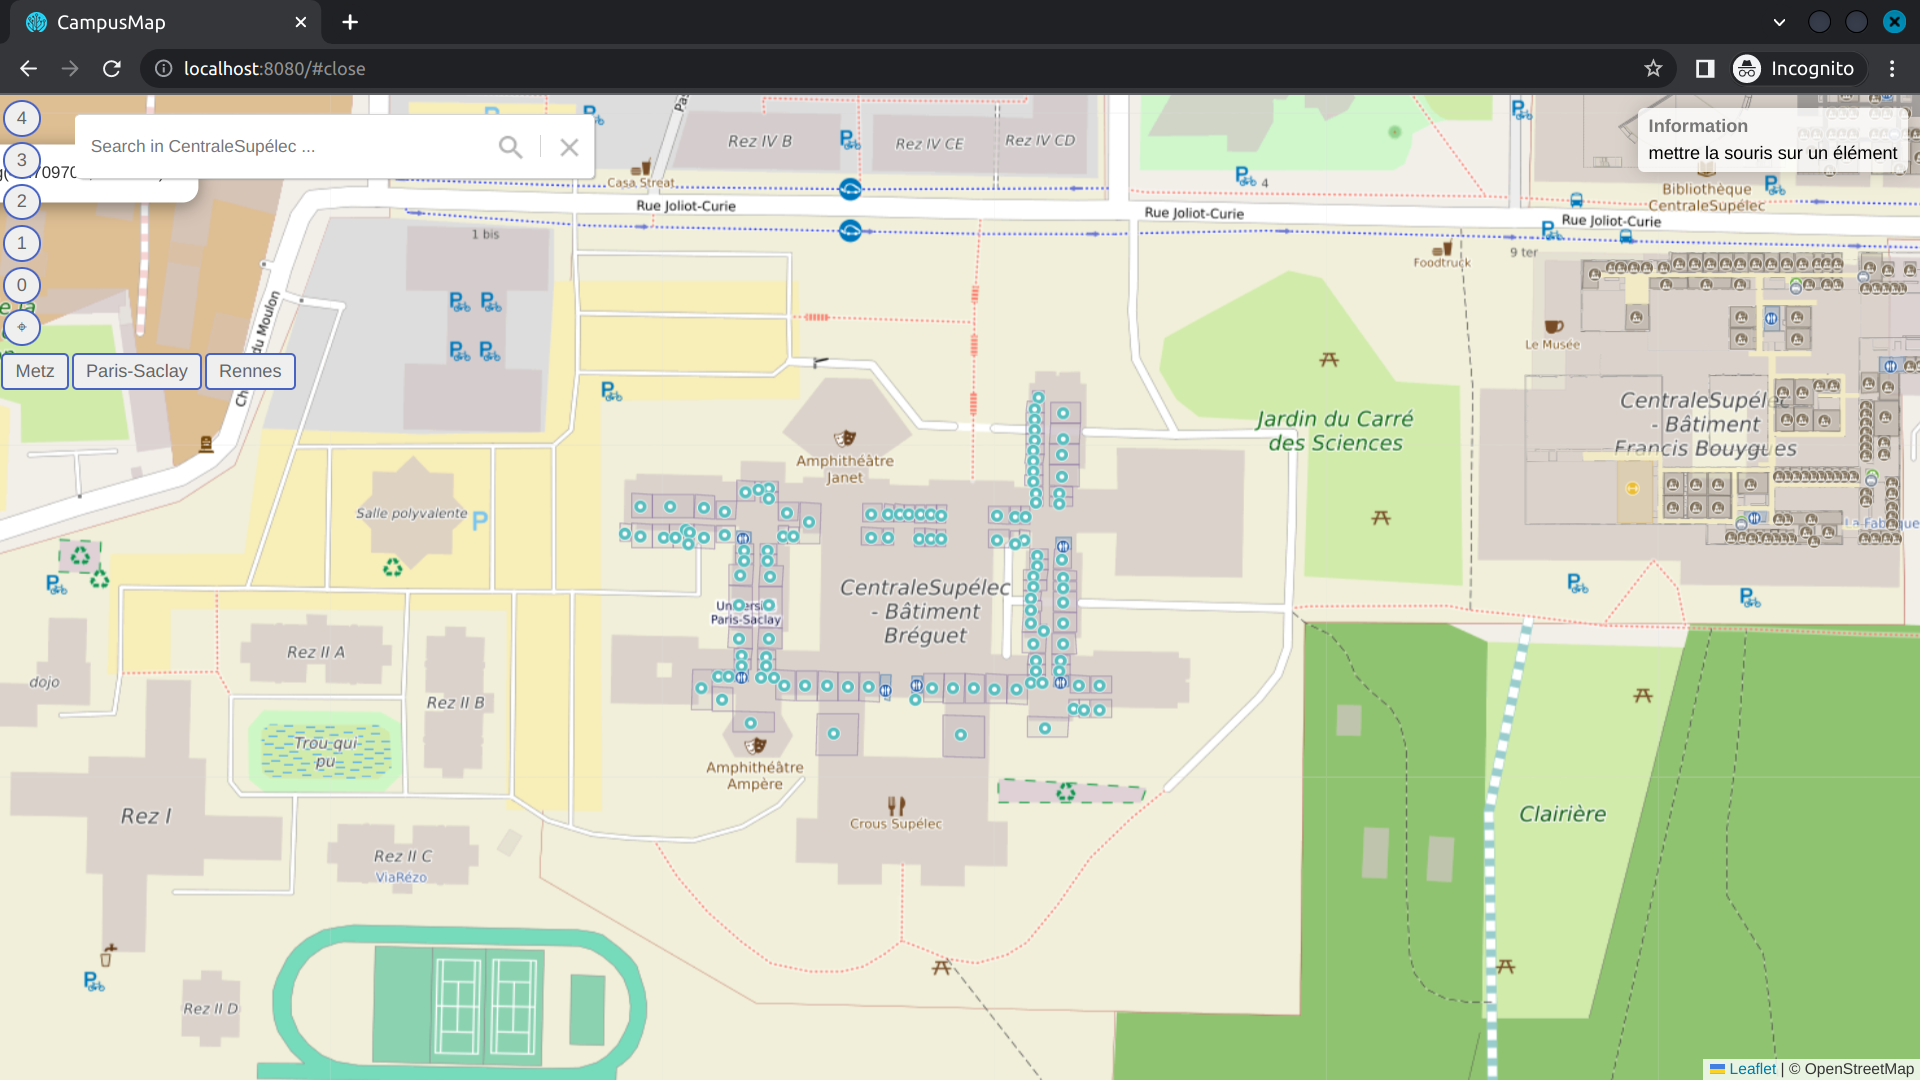 CampusMap
localhost:8080/#close
Incognito
4
3
2
1
0
Search in CentraleSupélec ...
Metz
Paris-Saclay
Rennes
Information
mettre la souris sur un élément
Rez IV B
Rez IV CE
Rez IV CD
Casa Streat
4
Bibliothèque
CentraleSupélec
Rue Joliot-Curie
Rue Joliot-Curie
Rue Joliot-Curie
1 bis
9 ter
Foodtruck
Le Musée
du Moulon
Jardin du Carré
des Sciences
CentraleSupélec
- Bâtiment
Francis Bouygues
Amphithéâtre
Janet
Salle polyvalente
P
CentraleSupélec
- Bâtiment
Bréguet
Paris-Saclay
Rez II A
dojo
Rez II B
Trou qui
pu
Amphithéâtre
Ampère
Crous Supélec
Rez I
Clairière
Rez II C
ViaRézo
Rez II D
Leaflet | © OpenStreetMap